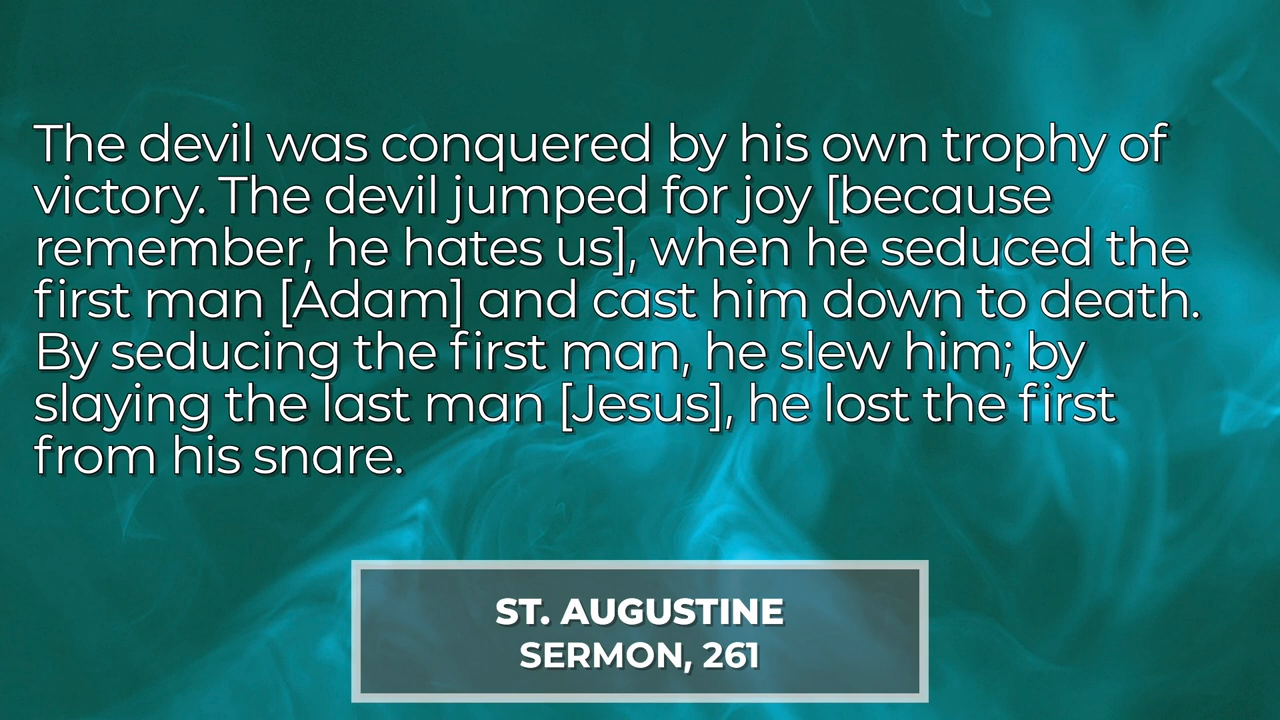 The devil was conquered by his own trophy of
victory. The devil jumped for joy [because
remember, he hates us], when he seduced the
first man [Adam] and cast him down to death.
By seducing the first man, he slew him; by
slaying the last man [Jesus], he lost the first
from his snare.
ST. AUGUSTINE
SERMON, 261